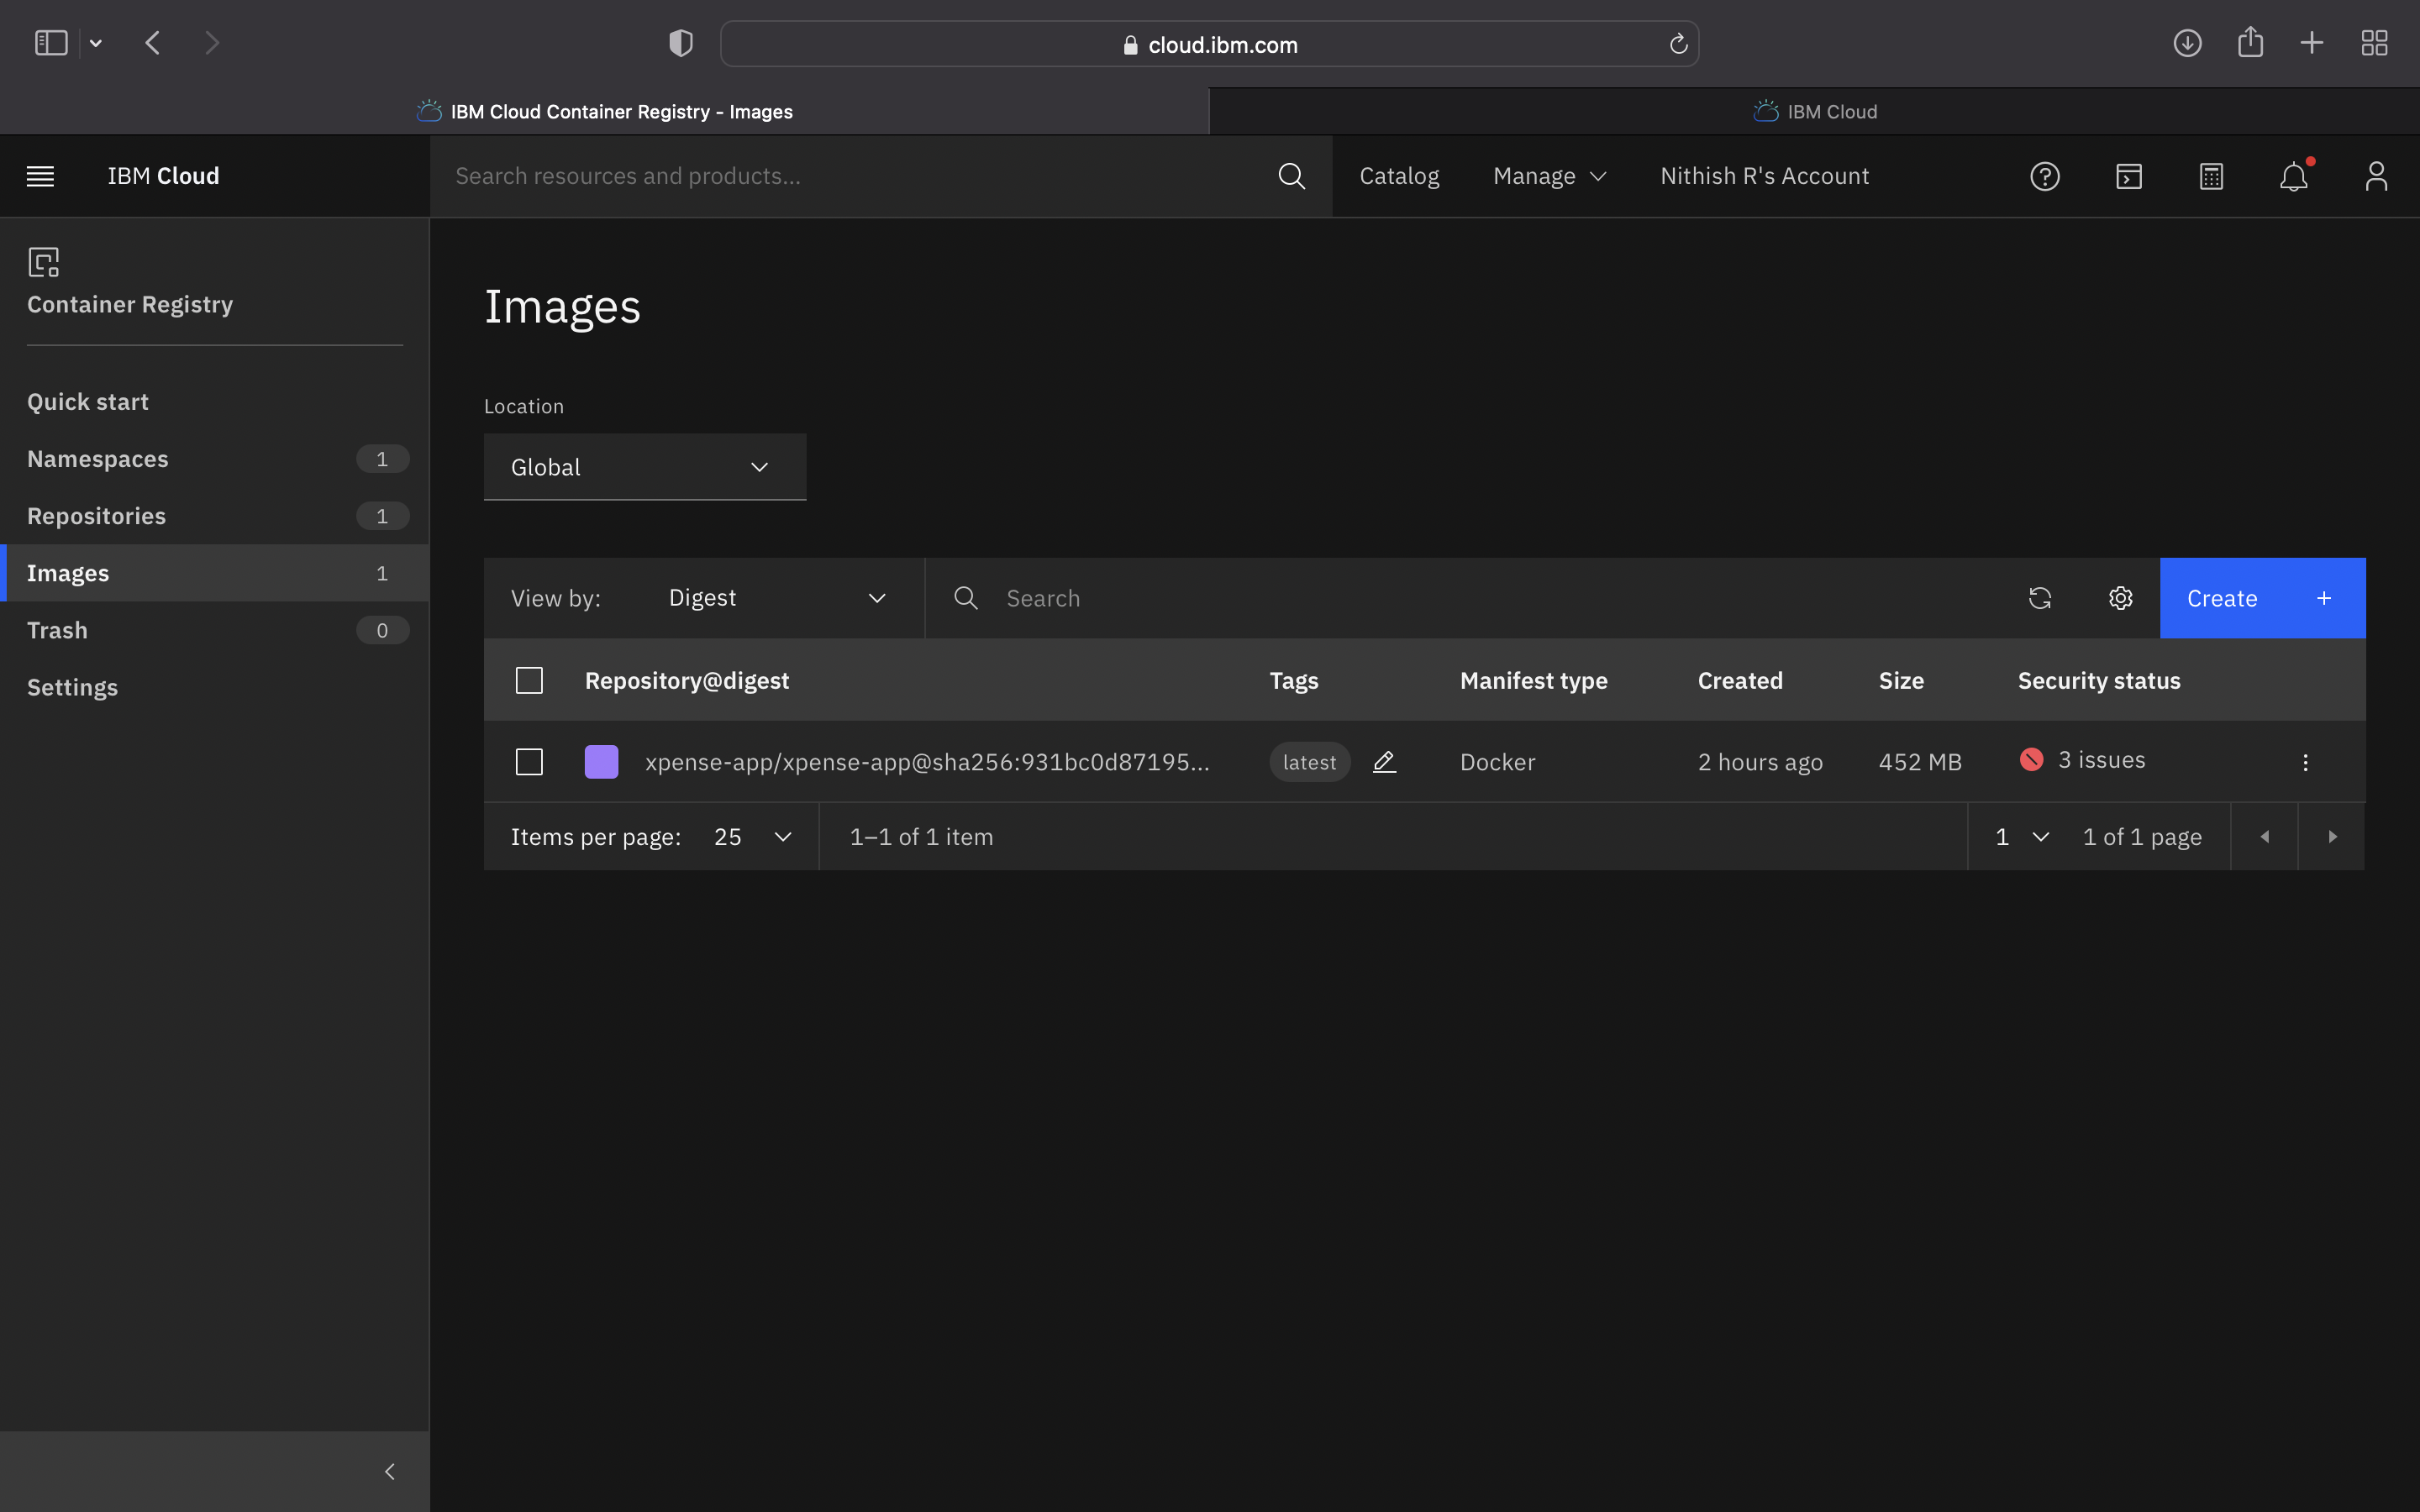 cloud.ibm.com
IBM Cloud Container Registry - Images
IBM Cloud
IBM Cloud
Search resources and products...
Catalog
Manage
Nithish R's Account
Container Registry
Quick start
Namespaces 1
Repositories 1
Images 1
Trash 0
Settings
Images
Location
Global
View by: Digest
Search
Create +
Repository@digest Tags Manifest type Created Size Security status
xpense-app/xpense-app@sha256:931bc0d87195... latest Docker 2 hours ago 452 MB 3 issues
Items per page: 25 1–1 of 1 item 1 1 of 1 page